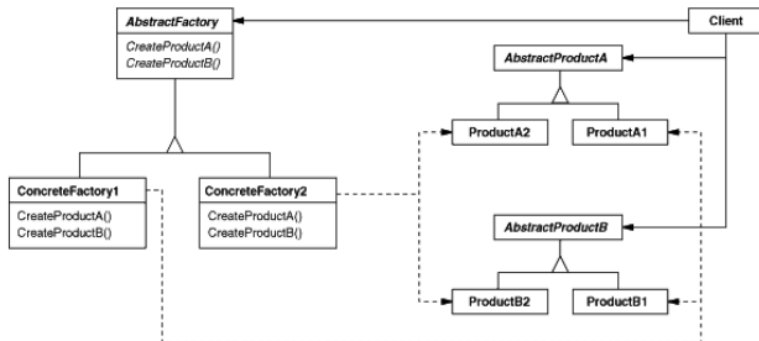 AbstractFactory
CreateProductA()
CreateProductB()
Client
AbstractProductA
ProductA2
ProductA1
ConcreteFactory1
CreateProductA()
CreateProductB()
ConcreteFactory2
CreateProductA()
CreateProductB()
AbstractProductB
ProductB2
ProductB1